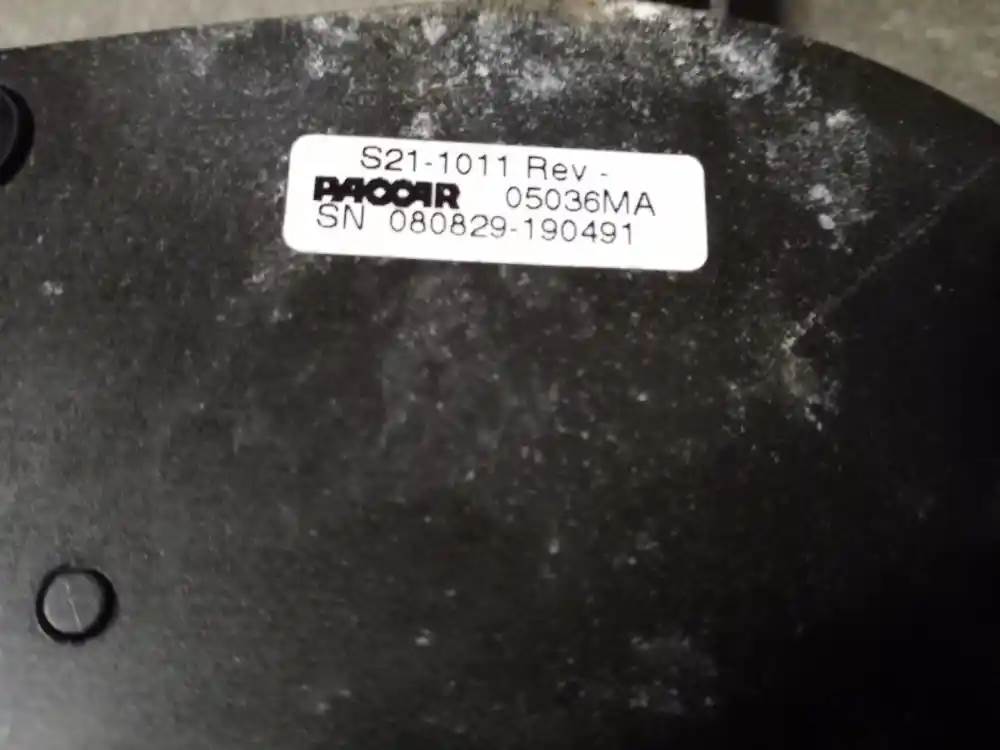 S21-1011 Rev -
PACCAR 05036MA
SN 080829-190491